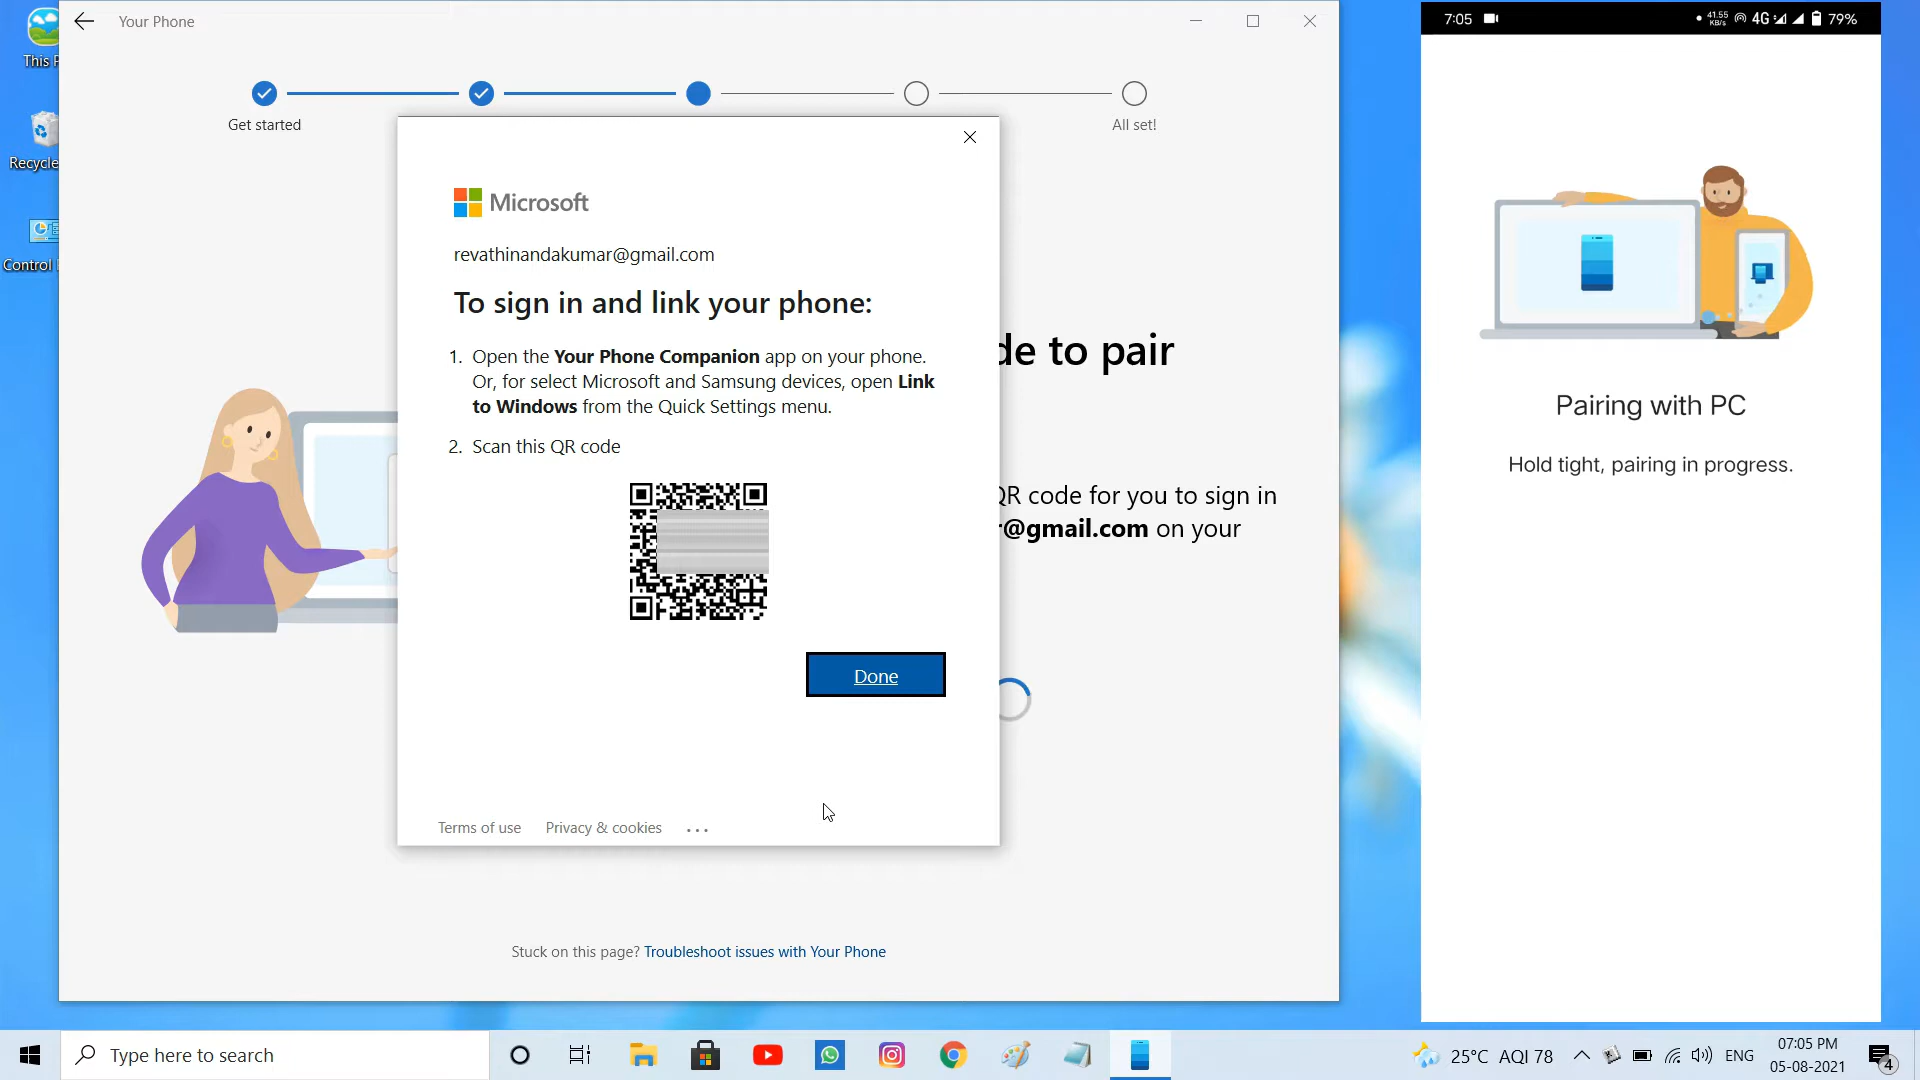 This P
Recycle
Control
Your Phone
Get started
All set!
Microsoft
revathinandakumar@gmail.com
To sign in and link your phone:
1. Open the Your Phone Companion app on your phone.
Or, for select Microsoft and Samsung devices, open Link
to Windows from the Quick Settings menu.
2. Scan this QR code
Done
Terms of use Privacy & cookies ...
de to pair
QR code for you to sign in
r@gmail.com on your
Stuck on this page? Troubleshoot issues with Your Phone
7:05 41.55 KB/s 4G 79%
Pairing with PC
Hold tight, pairing in progress.
Type here to search
25°C AQI 78
ENG
07:05 PM
05-08-2021
4